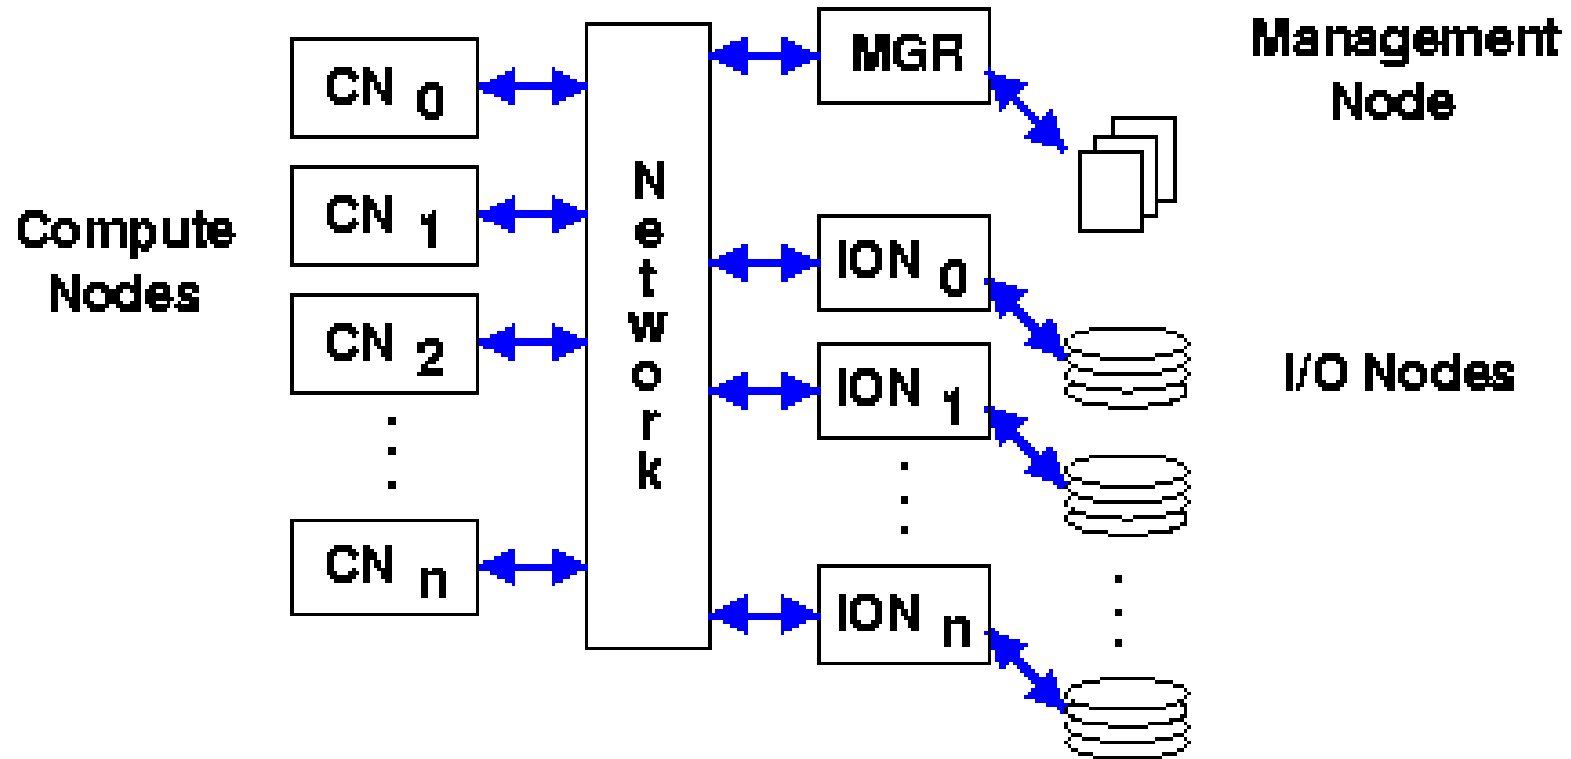 Compute
Nodes
CN 0
CN 1
CN 2
CN n
Network
MGR
Management
Node
ION 0
ION 1
ION n
I/O Nodes